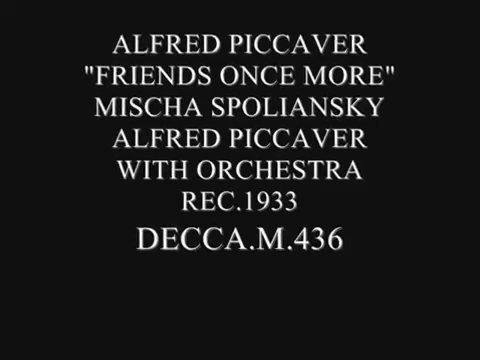 ALFRED PICCAVER
"FRIENDS ONCE MORE"
MISCHA SPOLIANSKY
ALFRED PICCAVER
WITH ORCHESTRA
REC.1933
DECCA.M.436